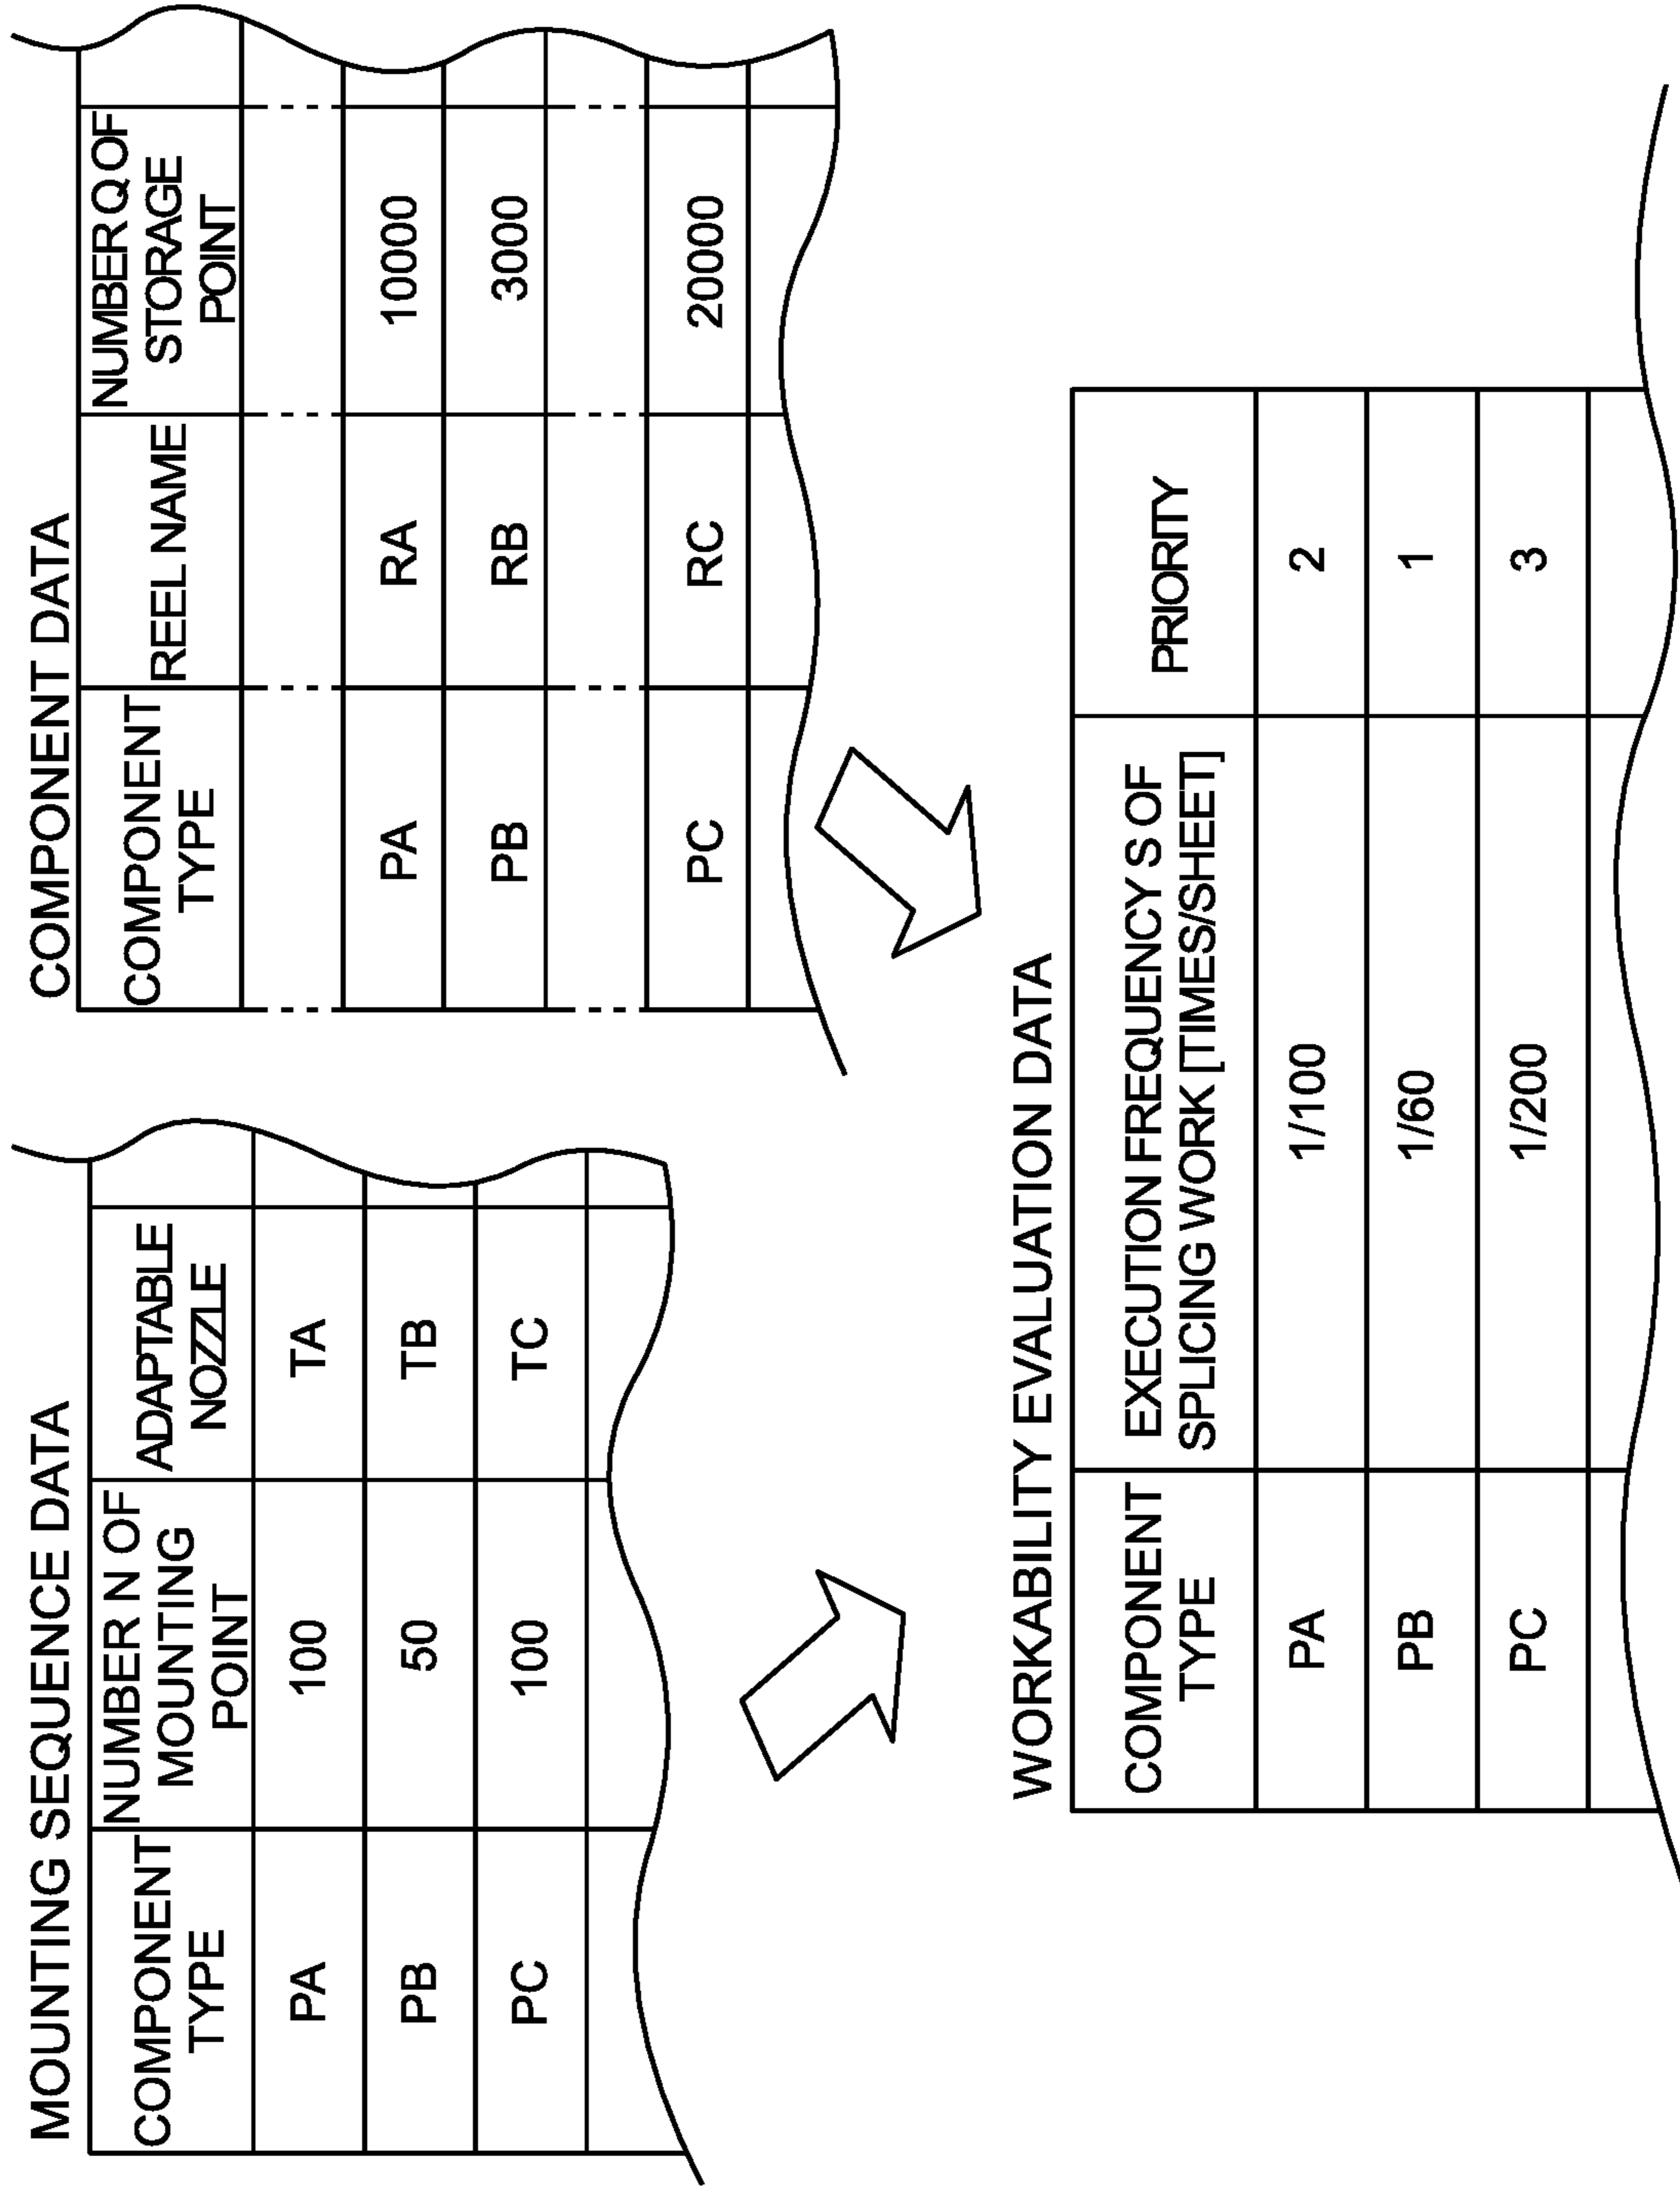 MOUNTING SEQUENCE DATA
COMPONENT TYPE NUMBER N OF MOUNTING POINT ADAPTABLE NOZZLE
PA 100 TA
PB 50 TB
PC 100 TC
COMPONENT DATA
COMPONENT TYPE REEL NAME NUMBER Q OF STORAGE POINT
PA RA 10000
PB RB 3000
PC RC 20000
WORKABILITY EVALUATION DATA
COMPONENT TYPE EXECUTION FREQUENCY S OF SPLICING WORK [TIMES/SHEET] PRIORITY
PA 1/100 2
PB 1/60 1
PC 1/200 3